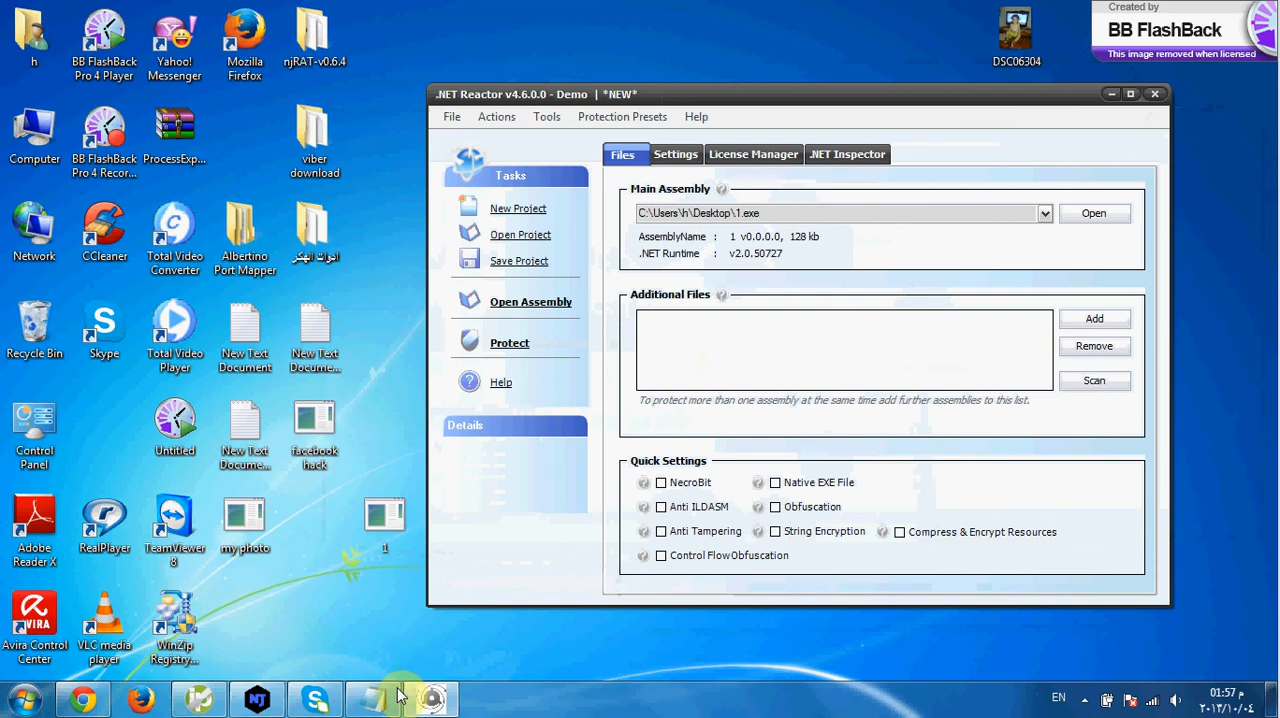 h
BB FlashBack
Pro 4 Player
Yahoo!
Messenger
Mozilla
Firefox
njRAT-v0.6.4
DSC06304
Created by
BB FlashBack
This image removed when licensed
Computer
BB FlashBack
Pro 4 Recor...
ProcessExp...
viber
download
Network
CCleaner
Total Video
Converter
Albertino
Port Mapper
ادوات الهكر
Recycle Bin
Skype
Total Video
Player
New Text
Document
New Text
Docume...
Control
Panel
Untitled
New Text
Docume...
facebook
hack
Adobe
Reader X
RealPlayer
TeamViewer
8
my photo
1
AVIRA
Avira Control
Center
VLC media
player
WinZip
Registry...
.NET Reactor v4.6.0.0 - Demo | *NEW*
File Actions Tools Protection Presets Help
Tasks
New Project
Open Project
Save Project
Open Assembly
Protect
Help
Details
Files Settings License Manager .NET Inspector
Main Assembly
C:\Users\h\Desktop\1.exe
Open
AssemblyName : 1 v0.0.0.0, 128 kb
.NET Runtime : v2.0.50727
Additional Files
Add
Remove
Scan
To protect more than one assembly at the same time add further assemblies to this list.
Quick Settings
NecroBit Native EXE File
Anti ILDASM Obfuscation
Anti Tampering String Encryption Compress & Encrypt Resources
Control Flow Obfuscation
NJ
EN
01:57 م
٢٠١٣/١٠/٠٤